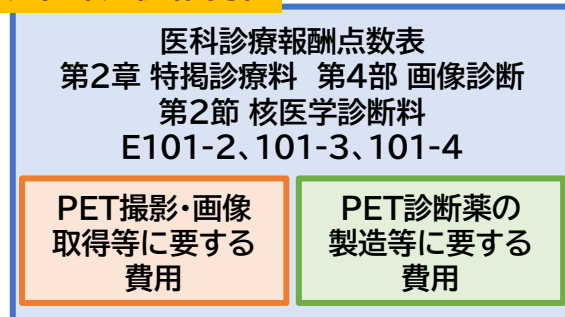 医科診療報酬点数表
第2章 特掲診療料 第4部 画像診断
第2節 核医学診断料
E101-2、101-3、101-4
PET撮影・画像
取得等に要する
費用
PET診断薬の
製造等に要する
費用